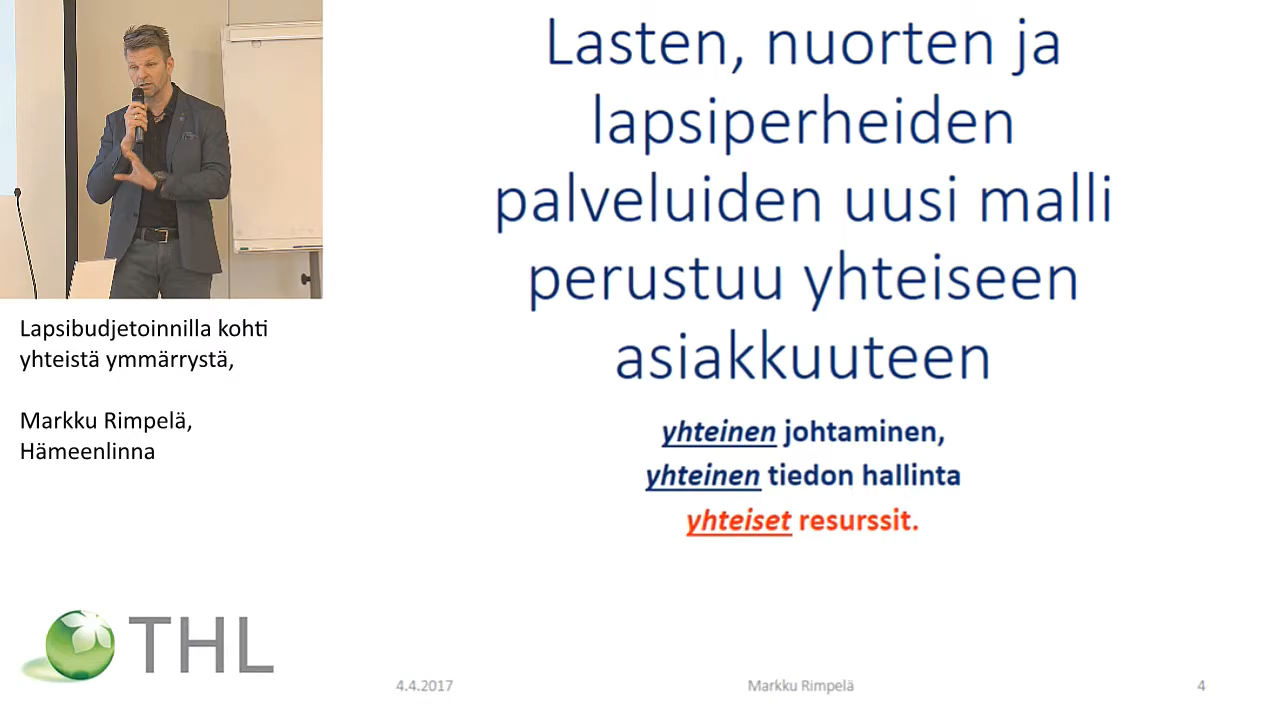 Lasten, nuorten ja
lapsiperheiden
palveluiden uusi malli
perustuu yhteiseen
asiakkuuteen
yhteinen johtaminen,
yhteinen tiedon hallinta
yhteiset resurssit.
Lapsibudjetoinnilla kohti
yhteistä ymmärrystä,
Markku Rimpelä,
Hämeenlinna
THL
4.4.2017
Markku Rimpelä
4